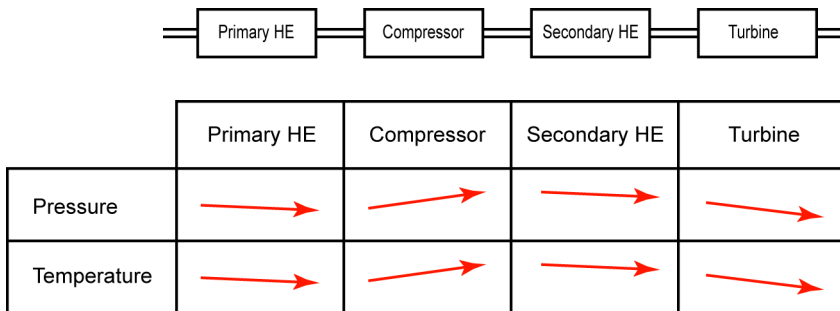 Primary HE Compressor Secondary HE Turbine
Primary HE Compressor Secondary HE Turbine
Pressure
Temperature